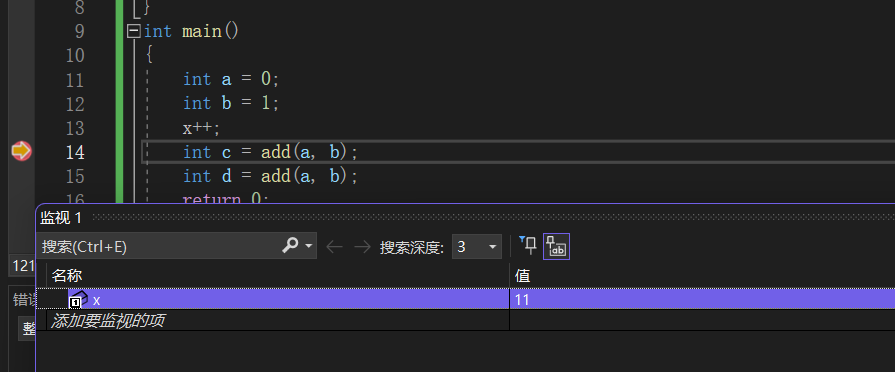 8
}
9
int main()
10
{
11
int a = 0;
12
int b = 1;
13
x++;
14
int c = add(a, b);
15
int d = add(a, b);
16
return 0;
监视 1
搜索(Ctrl+E)
搜索深度:
3
121
名称
值
错误
x
11
整
添加要监视的项